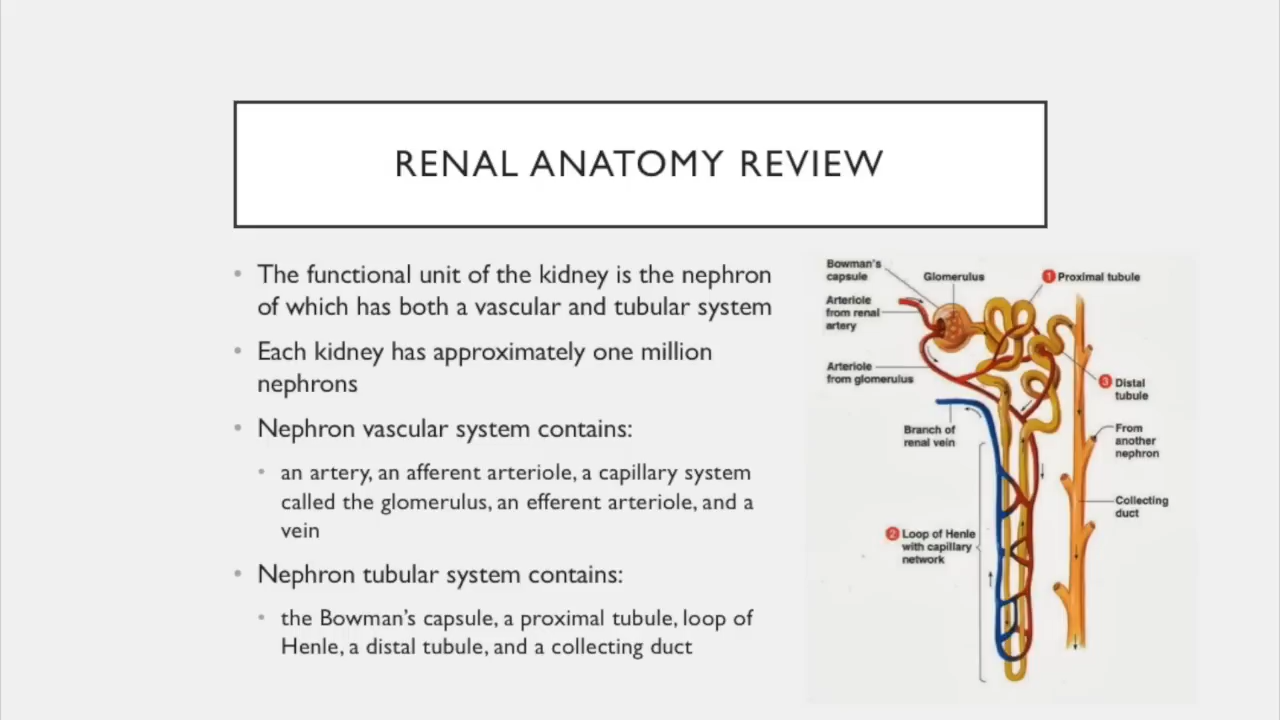 RENAL ANATOMY REVIEW
• The functional unit of the kidney is the nephron
of which has both a vascular and tubular system
• Each kidney has approximately one million
nephrons
• Nephron vascular system contains:
• an artery, an afferent arteriole, a capillary system
called the glomerulus, an efferent arteriole, and a
vein
• Nephron tubular system contains:
• the Bowman's capsule, a proximal tubule, loop of
Henle, a distal tubule, and a collecting duct
Bowman's
capsule
Glomerulus
1 Proximal tubule
Arteriole
from renal
artery
Arteriole
from glomerulus
3 Distal
tubule
Branch of
renal vein
From
another
nephron
Collecting
duct
2 Loop of Henle
with capillary
network